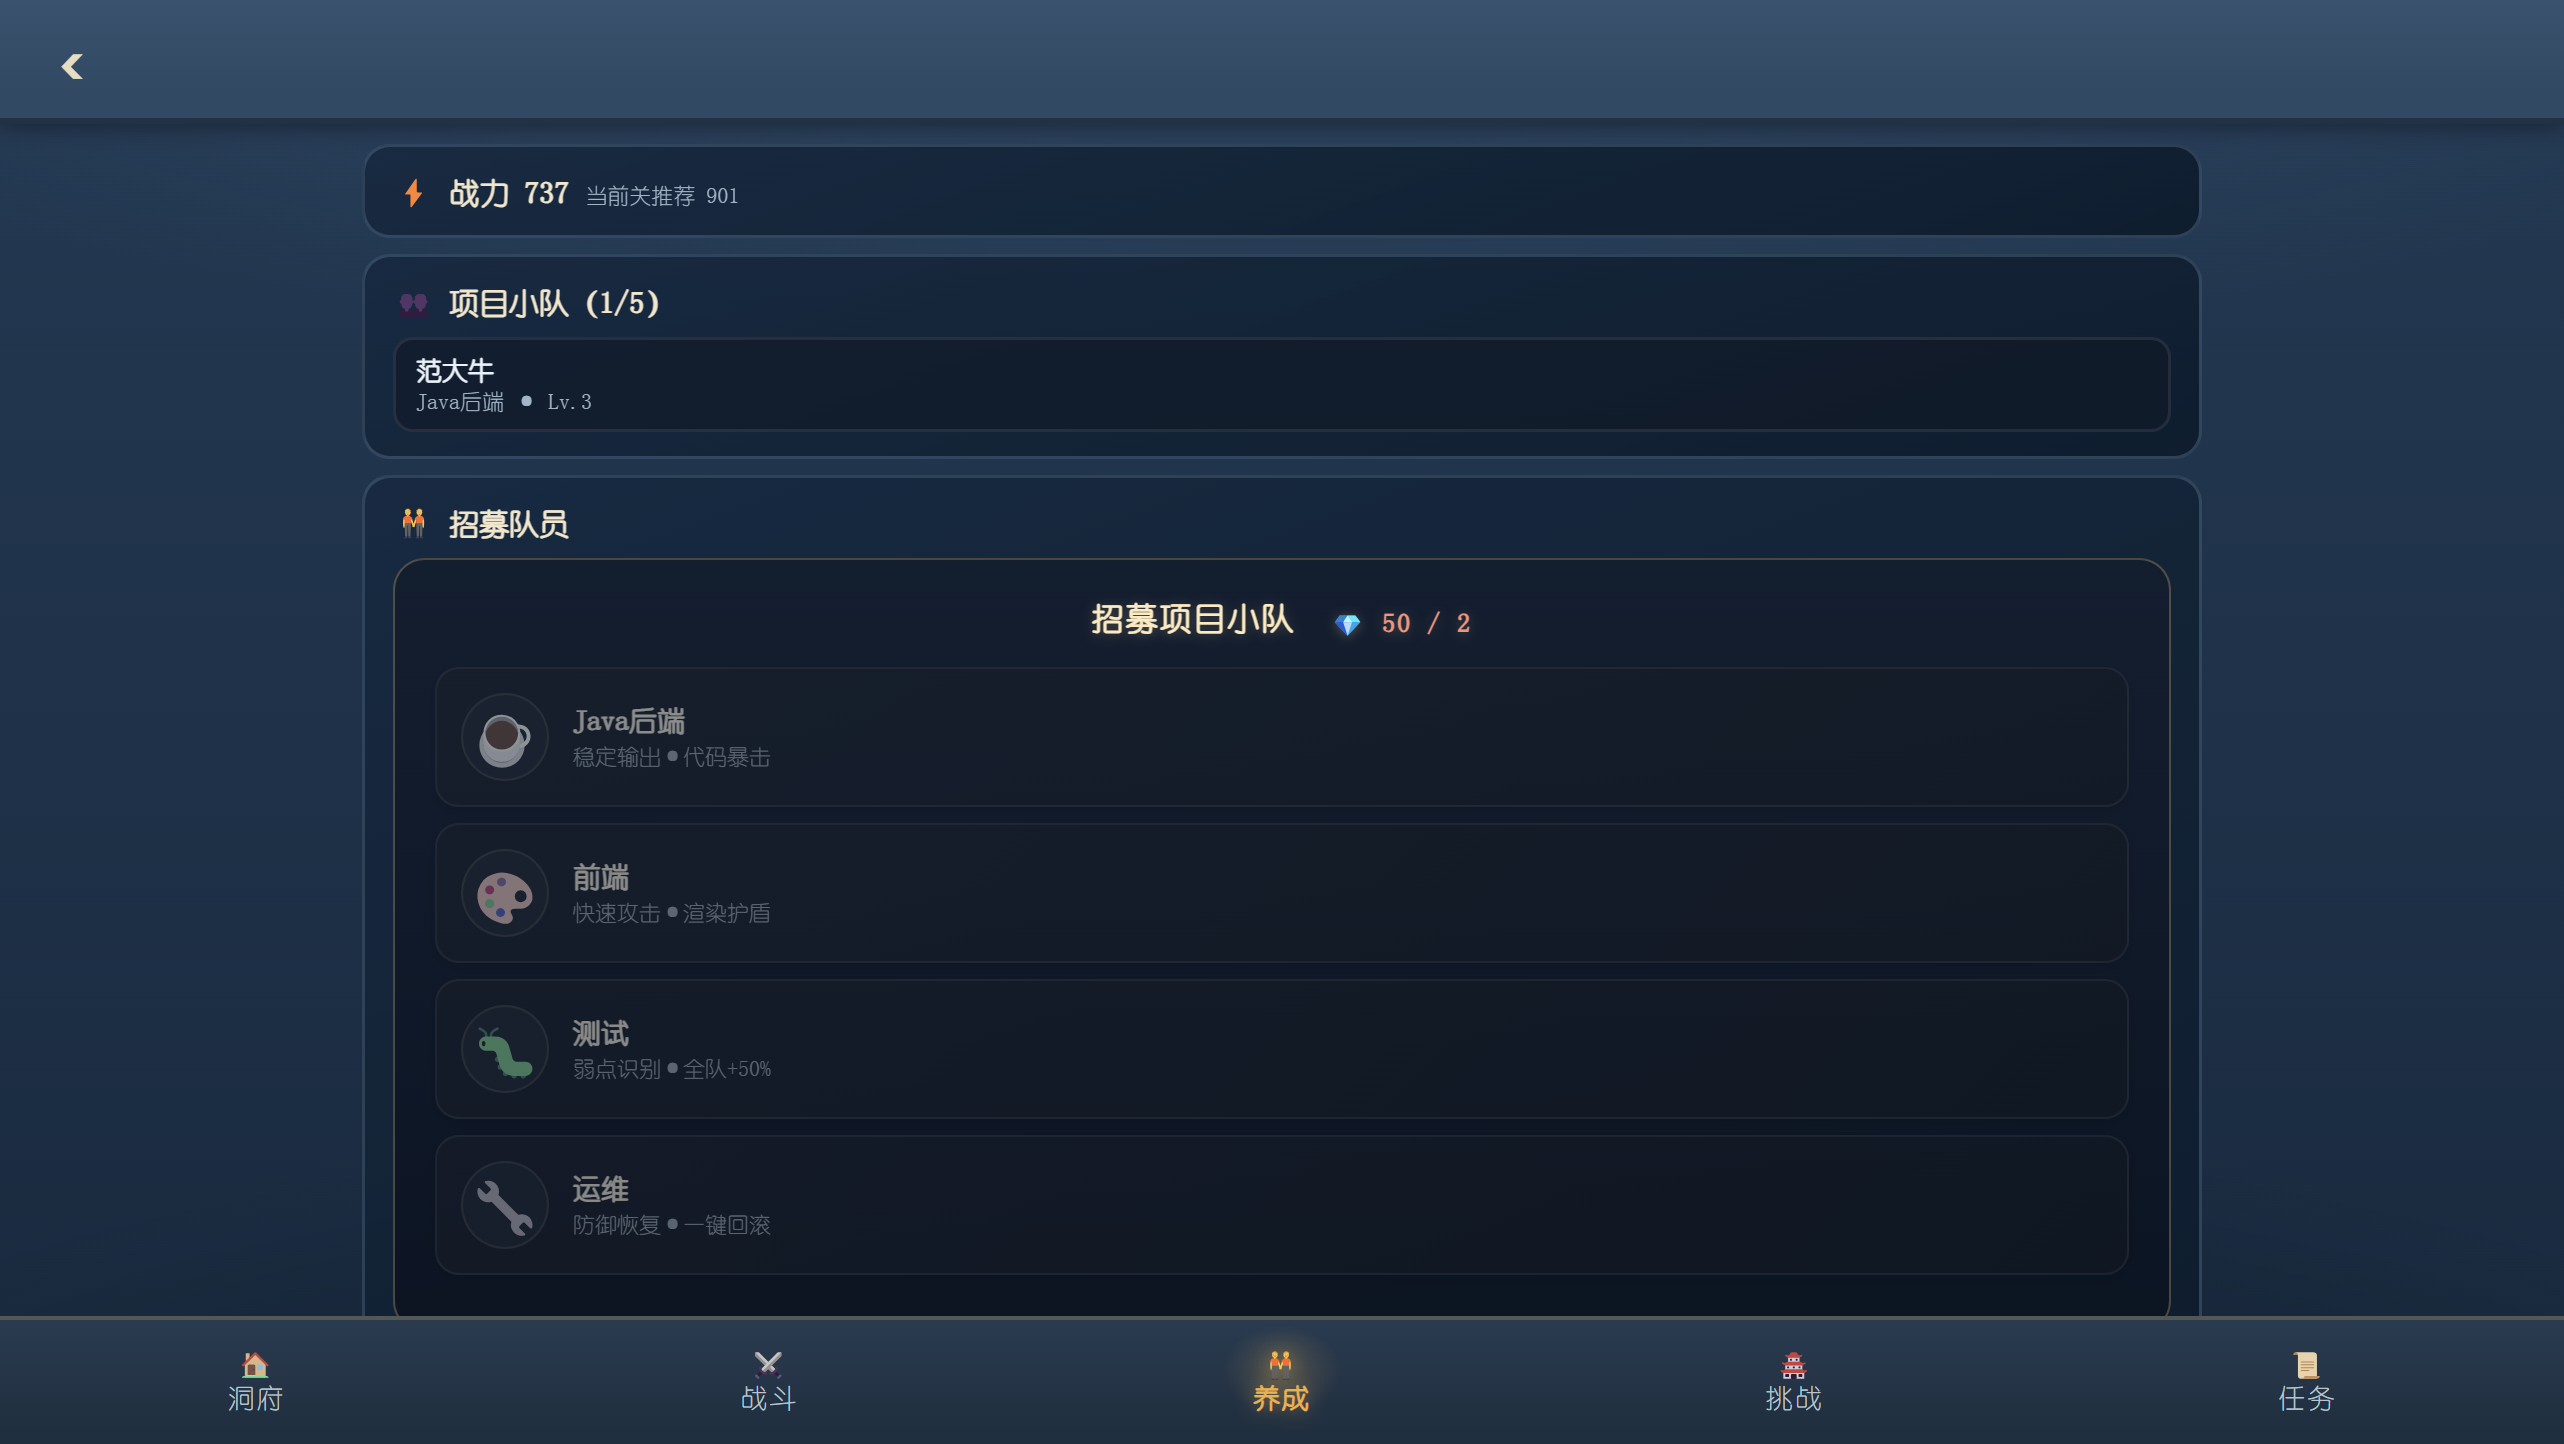 战力 737 当前关推荐 901
项目小队 (1/5)
范大牛
Java后端 ● Lv.3
招募队员
招募项目小队 50 / 2
Java后端
稳定输出●代码暴击
前端
快速攻击●渲染护盾
测试
弱点识别●全队+50%
运维
防御恢复●一键回滚
洞府 战斗 养成 挑战 任务